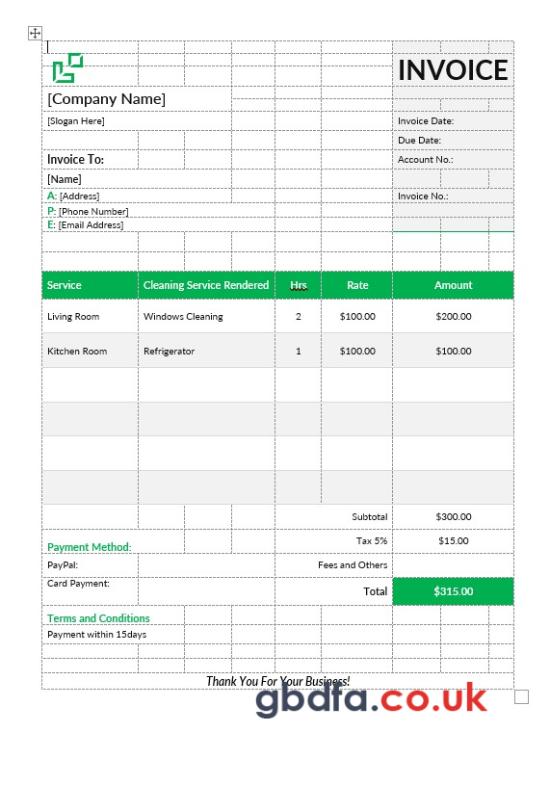 INVOICE
[Company Name]
[Slogan Here]
Invoice Date:
Due Date:
Invoice To:
Account No.:
[Name]
A: [Address]
Invoice No.:
P: [Phone Number]
E: [Email Address]
Service Cleaning Service Rendered Hrs Rate Amount
Living Room Windows Cleaning 2 $100.00 $200.00
Kitchen Room Refrigerator 1 $100.00 $100.00
Subtotal $300.00
Tax 5% $15.00
Payment Method:
PayPal: Fees and Others
Card Payment:
Total $315.00
Terms and Conditions
Payment within 15days
Thank You For Your Business!
gbdfa.co.uk